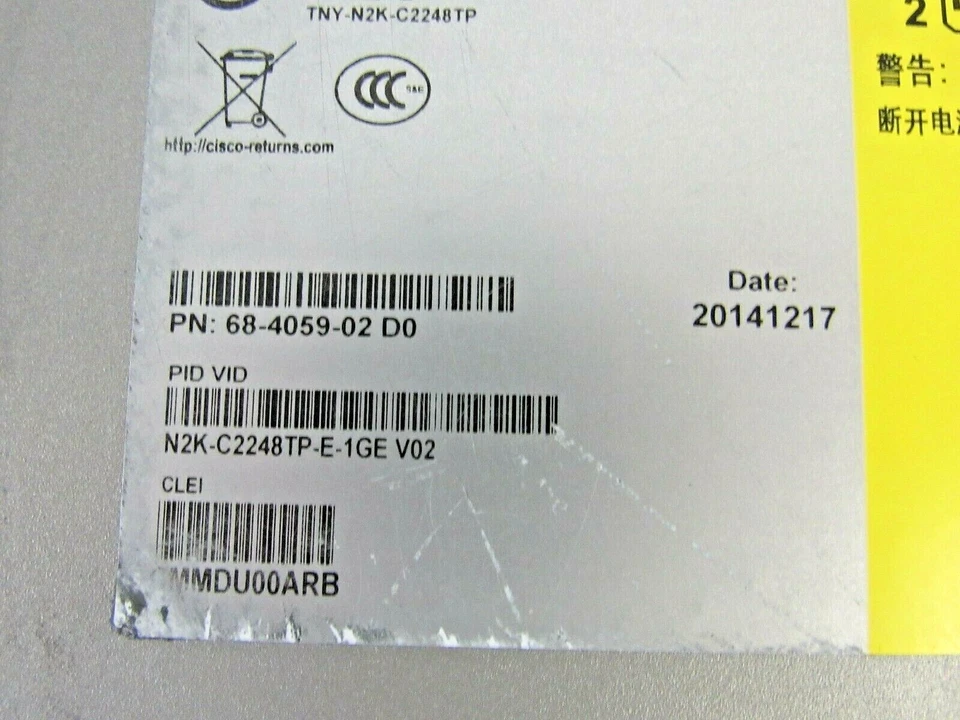 TNY-N2K-C2248TP
2
CCC S&E
http://cisco-returns.com
警告:
断开电
PN: 68-4059-02 D0
Date:
20141217
PID VID
N2K-C2248TP-E-1GE V02
CLEI
MMDU00ARB